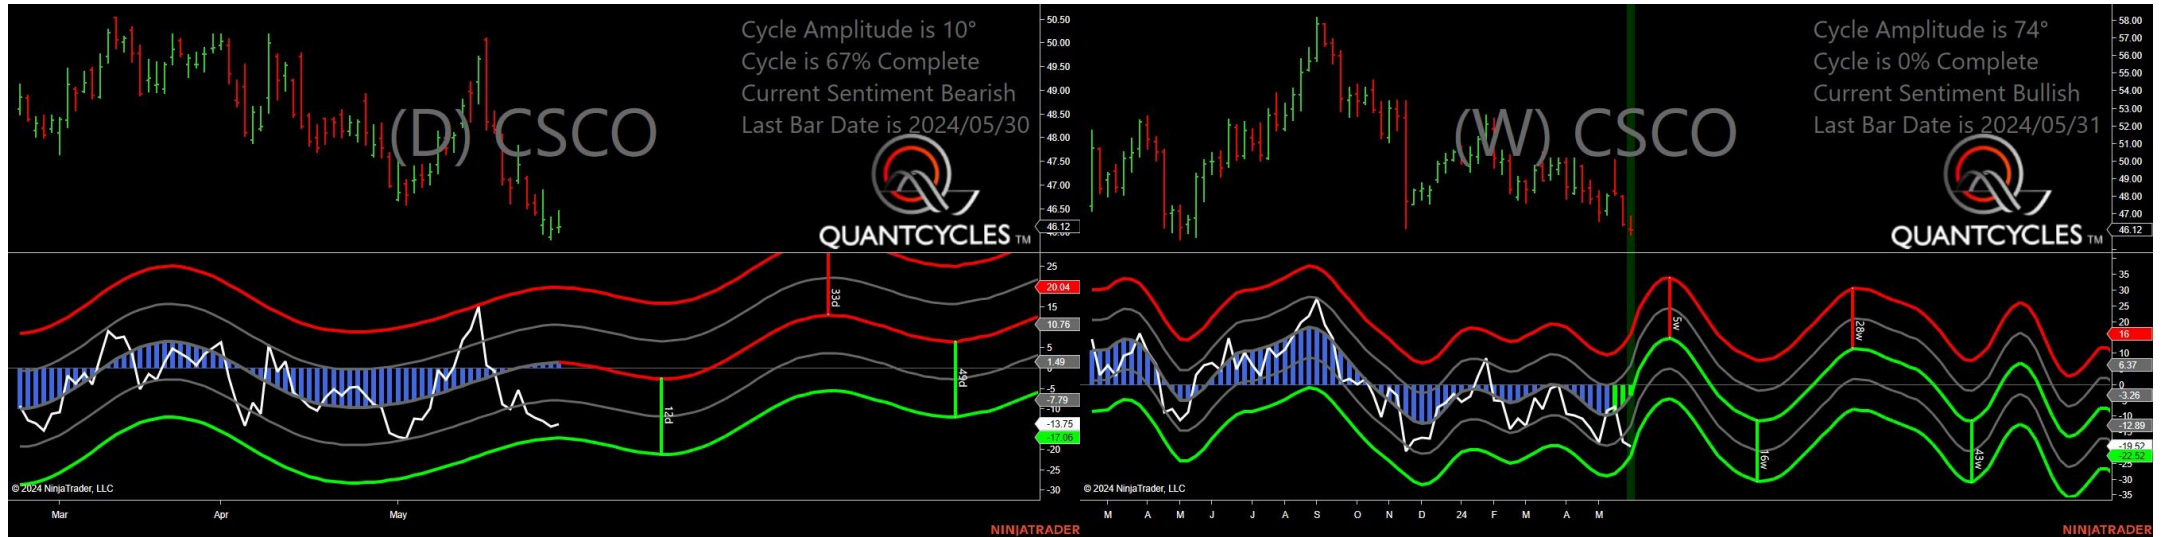 Cycle Amplitude is 10°
Cycle is 67% Complete
Current Sentiment Bearish
Last Bar Date is 2024/05/30
(D) CSCO
QUANTCYCLES TM
50.50
50.00
49.50
49.00
48.50
48.00
47.50
47.00
46.50
46.12
25
20.04
15
10.76
5
1.49
0
-5
-7.79
-10
-13.75
-17.06
-20
-25
-30
33d
49d
12d
© 2024 NinjaTrader, LLC
Mar
Apr
May
NINJATRADER
Cycle Amplitude is 74°
Cycle is 0% Complete
Current Sentiment Bullish
Last Bar Date is 2024/05/31
(W) CSCO
QUANTCYCLES TM
58.00
57.00
56.00
55.00
54.00
53.00
52.00
51.00
50.00
49.00
48.00
47.00
46.12
35
30
25
20
16
10
6.37
0
-3.26
-10
-12.89
-19.52
-22.52
-25
-30
-35
5w
28w
16w
43w
© 2024 NinjaTrader, LLC
M A M J J A S O N D 24 F M A M
NINJATRADER